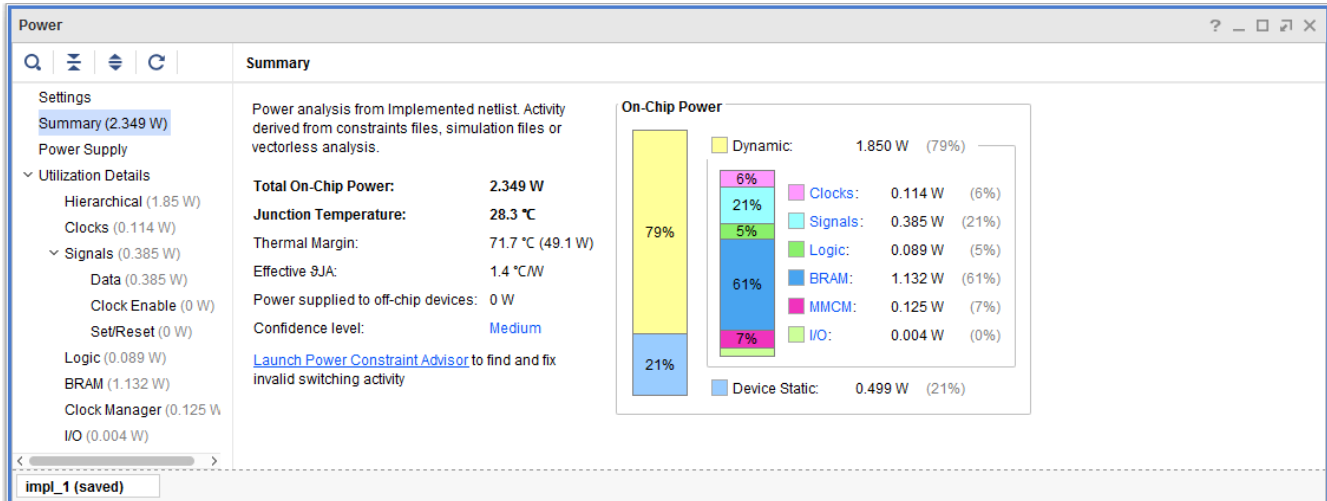 Power
Summary
Settings
Summary (2.349 W)
Power Supply
Utilization Details
Hierarchical (1.85 W)
Clocks (0.114 W)
Signals (0.385 W)
Data (0.385 W)
Clock Enable (0 W)
Set/Reset (0 W)
Logic (0.089 W)
BRAM (1.132 W)
Clock Manager (0.125 W
I/O (0.004 W)
Power analysis from Implemented netlist. Activity
derived from constraints files, simulation files or
vectorless analysis.
Total On-Chip Power: 2.349 W
Junction Temperature: 28.3 °C
Thermal Margin: 71.7 °C (49.1 W)
Effective ϑJA: 1.4 °C/W
Power supplied to off-chip devices: 0 W
Confidence level: Medium
Launch Power Constraint Advisor to find and fix
invalid switching activity
On-Chip Power
79%
21%
Dynamic: 1.850 W (79%)
6%
21%
5%
61%
7%
Clocks: 0.114 W (6%)
Signals: 0.385 W (21%)
Logic: 0.089 W (5%)
BRAM: 1.132 W (61%)
MMCM: 0.125 W (7%)
I/O: 0.004 W (0%)
Device Static: 0.499 W (21%)
impl_1 (saved)